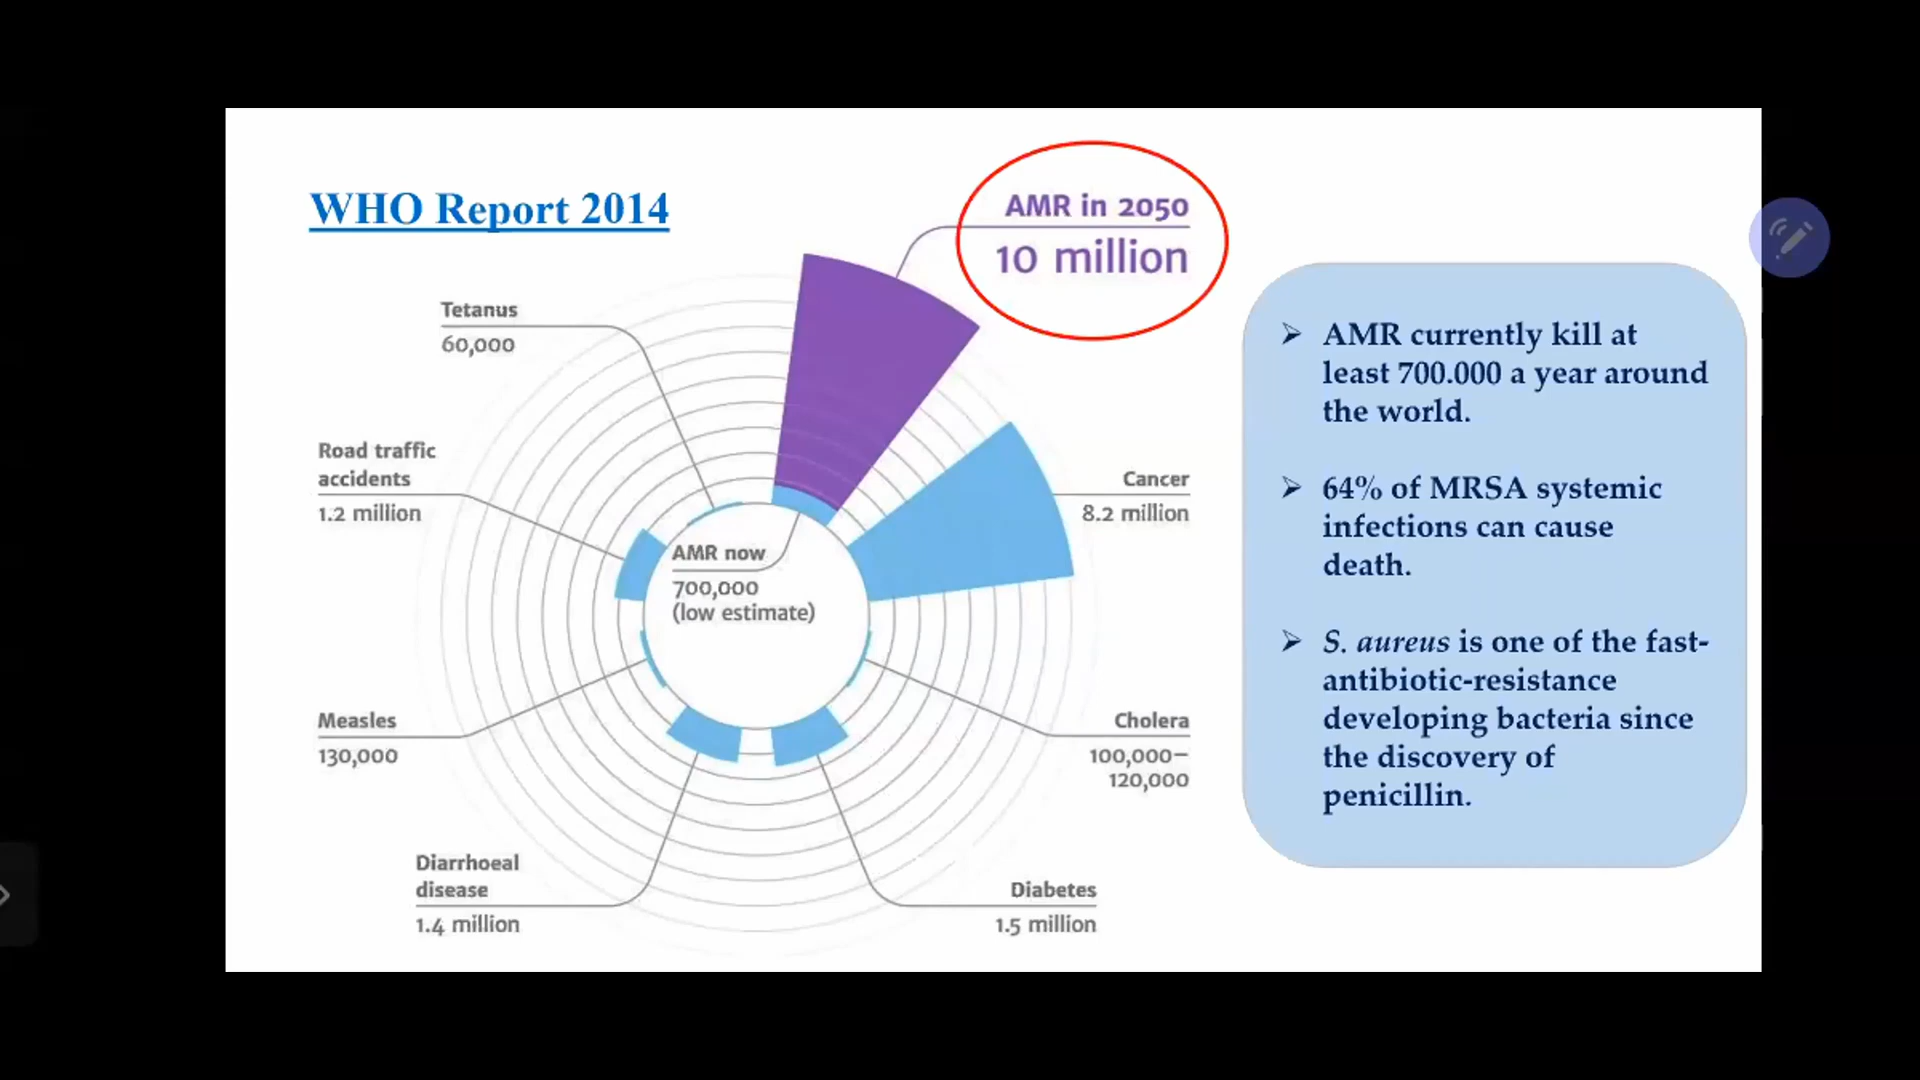 WHO Report 2014
AMR in 2050
10 million
Tetanus
60,000
Road traffic
accidents
1.2 million
Cancer
8.2 million
AMR now
700,000
(low estimate)
Measles
130,000
Cholera
100,000–
120,000
Diarrhoeal
disease
1.4 million
Diabetes
1.5 million
➢ AMR currently kill at
least 700.000 a year around
the world.
➢ 64% of MRSA systemic
infections can cause
death.
➢ S. aureus is one of the fast-
antibiotic-resistance
developing bacteria since
the discovery of
penicillin.